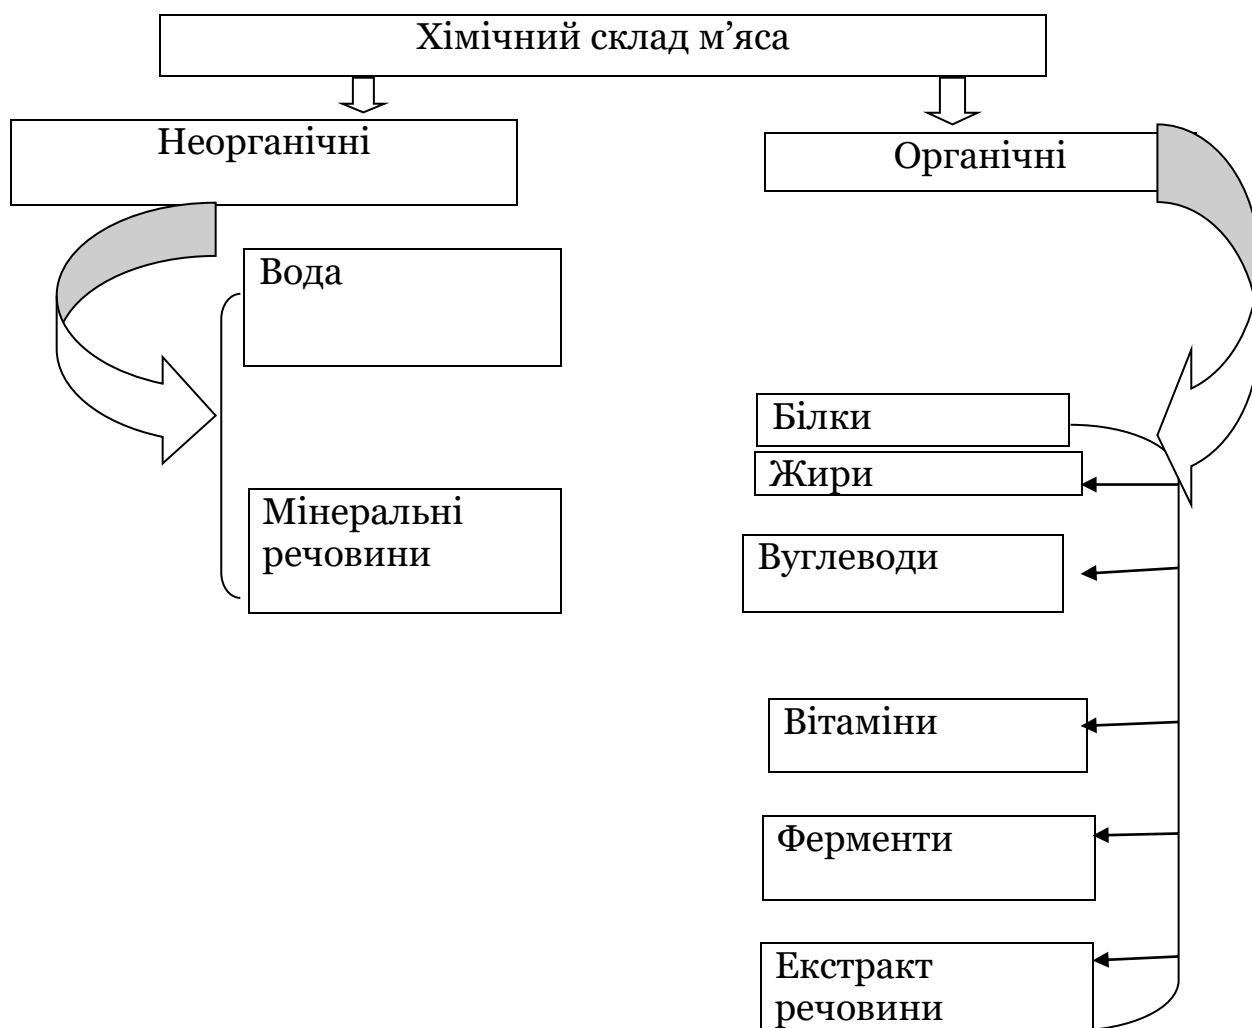 Хімічний склад м’яса
Неорганічні
Органічні
Вода
Мінеральні
речовини
Білки
Жири
Вуглеводи
Вітаміни
Ферменти
Екстракт
речовини